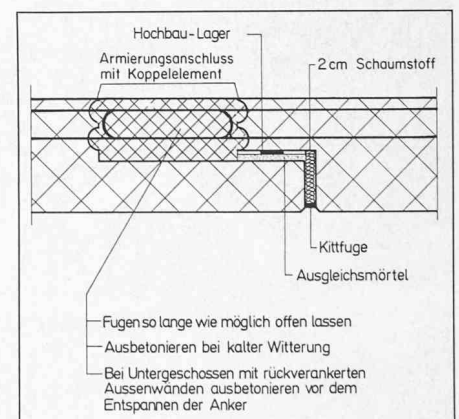 Hochbau-Lager
Armierungsanschluss
mit Koppelelement
2 cm Schaumstoff
Kittfuge
Ausgleichsmörtel
Fugen so lange wie möglich offen lassen
Ausbetonieren bei kalter Witterung
Bei Untergeschossen mit rückverankerten
Aussenwänden ausbetonieren vor dem
Entspannen der Anker